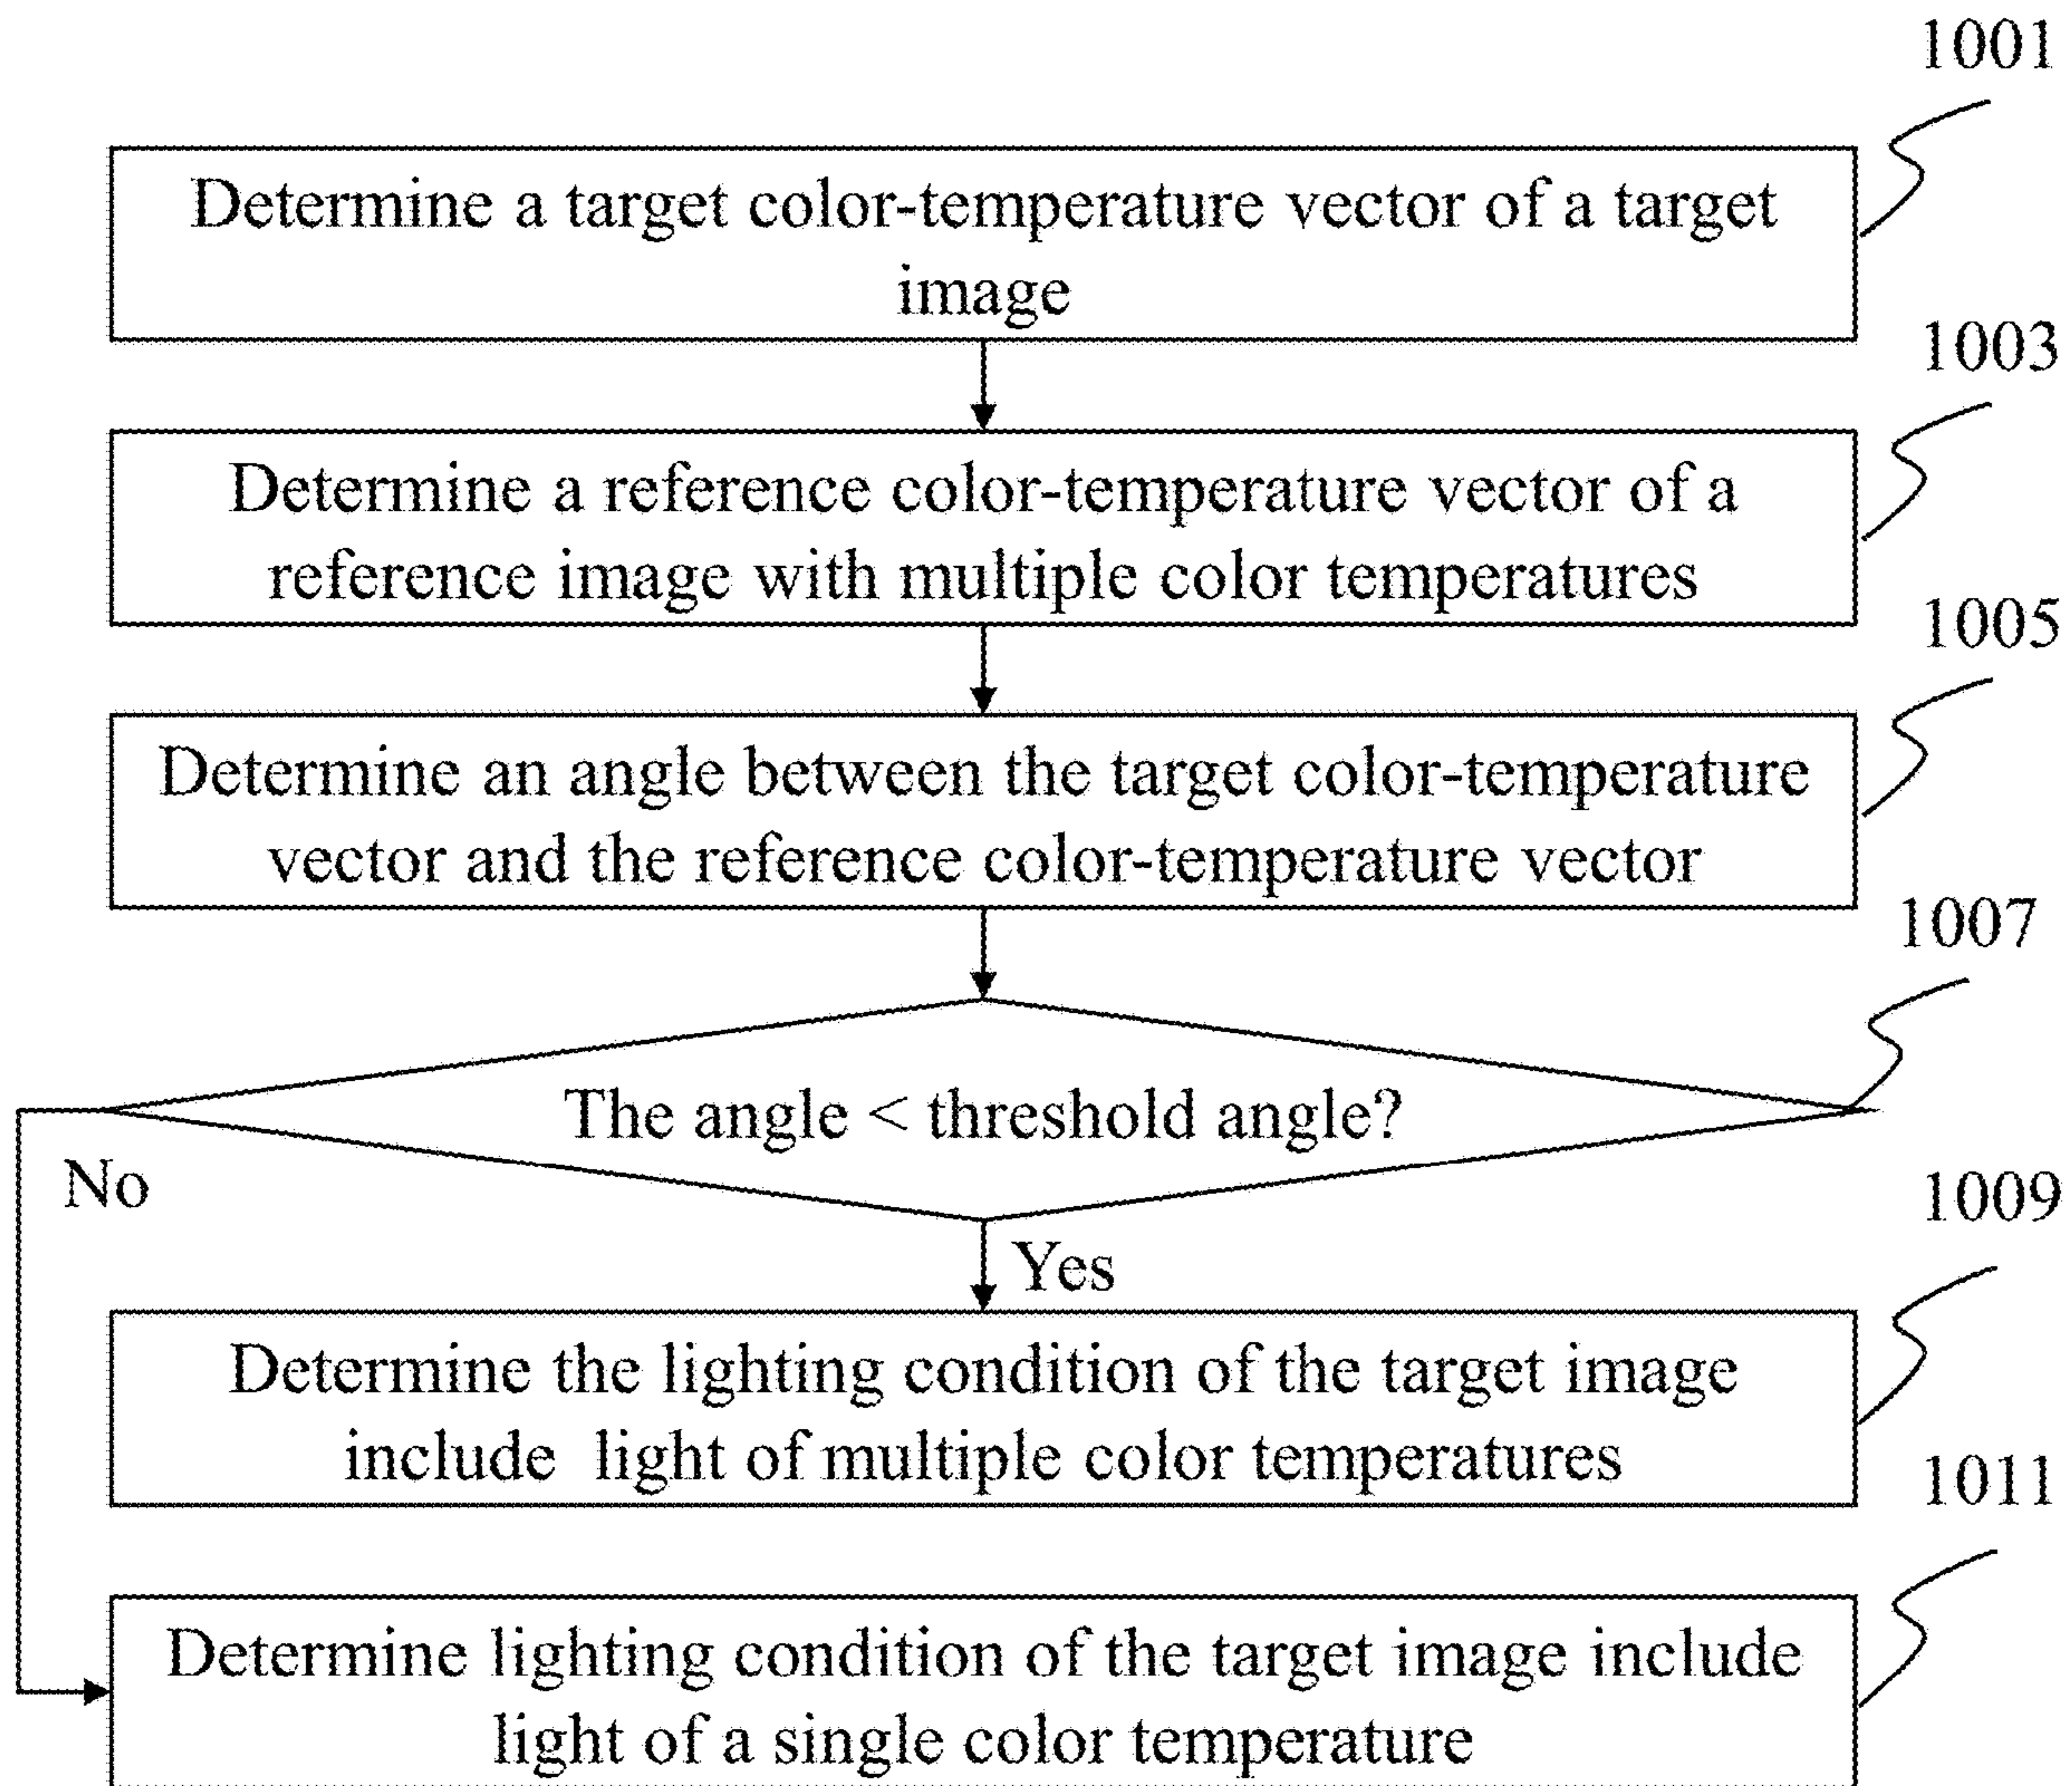 1001
Determine a target color-temperature vector of a target
image
1003
Determine a reference color-temperature vector of a
reference image with multiple color temperatures
1005
Determine an angle between the target color-temperature
vector and the reference color-temperature vector
1007
The angle < threshold angle?
No
1009
Yes
Determine the lighting condition of the target image
include light of multiple color temperatures
1011
Determine lighting condition of the target image include
light of a single color temperature